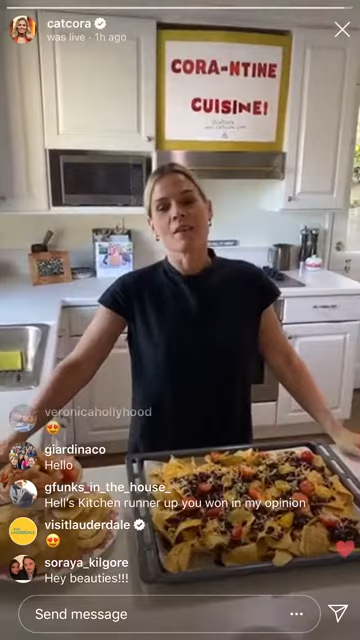 catcora
was live · 1h ago
CORA-NTINE
CUISINE!
veronicahollyhood
😍
giardinaco
Hello
gfunks_in_the_house_
Hell's Kitchen runner up you won in my opinion
visitlauderdale
😍
soraya_kilgore
Hey beauties!!!
Send message